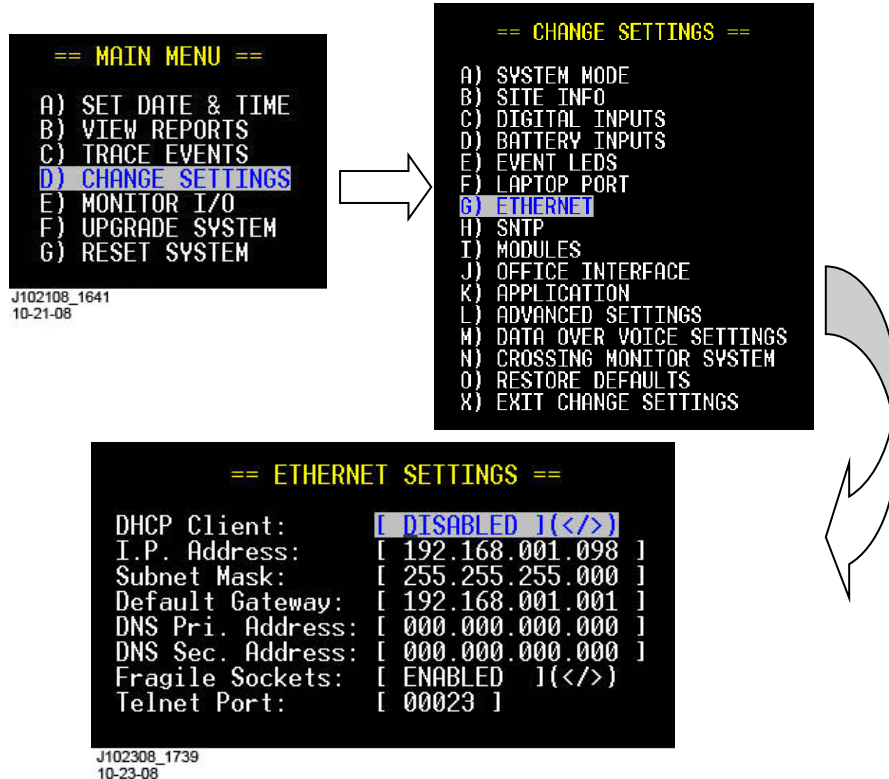 == MAIN MENU ==
A) SET DATE & TIME
B) VIEW REPORTS
C) TRACE EVENTS
D) CHANGE SETTINGS
E) MONITOR I/O
F) UPGRADE SYSTEM
G) RESET SYSTEM
J102108_1641
10-21-08
== CHANGE SETTINGS ==
A) SYSTEM MODE
B) SITE INFO
C) DIGITAL INPUTS
D) BATTERY INPUTS
E) EVENT LEDS
F) LAPTOP PORT
G) ETHERNET
H) SNTP
I) MODULES
J) OFFICE INTERFACE
K) APPLICATION
L) ADVANCED SETTINGS
M) DATA OVER VOICE SETTINGS
N) CROSSING MONITOR SYSTEM
O) RESTORE DEFAULTS
X) EXIT CHANGE SETTINGS
== ETHERNET SETTINGS ==
DHCP Client: [ DISABLED ](</>)
I.P. Address: [ 192.168.001.098 ]
Subnet Mask: [ 255.255.255.000 ]
Default Gateway: [ 192.168.001.001 ]
DNS Pri. Address: [ 000.000.000.000 ]
DNS Sec. Address: [ 000.000.000.000 ]
Fragile Sockets: [ ENABLED ](</>)
Telnet Port: [ 00023 ]
J102308_1739
10-23-08